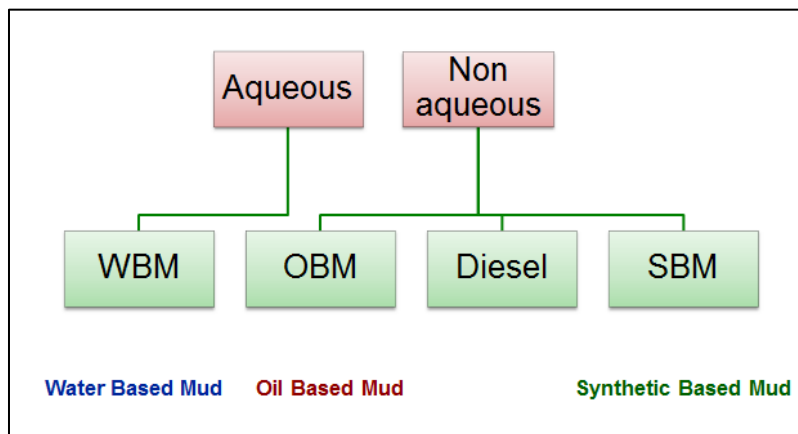 Aqueous
Non
aqueous
WBM
OBM
Diesel
SBM
Water Based Mud
Oil Based Mud
Synthetic Based Mud